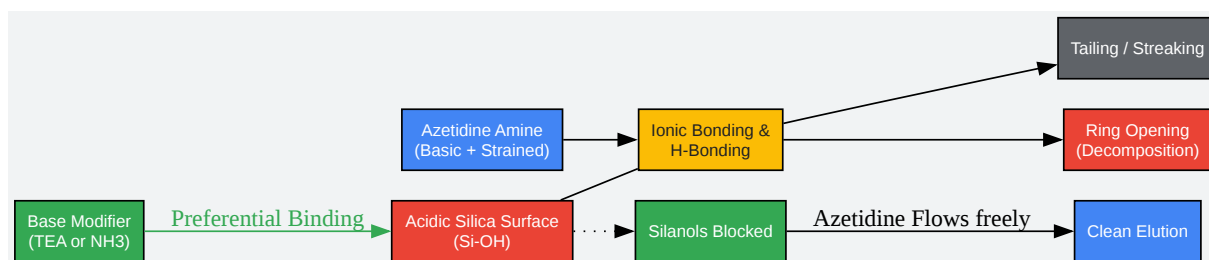 Tailing / Streaking
Azetidine Amine
(Basic + Strained)
Ionic Bonding &
H-Bonding
Ring Opening
(Decomposition)
Base Modifier
(TEA or NH3)
Preferential Binding
Acidic Silica Surface
(Si-OH)
Silanols Blocked
Azetidine Flows freely
Clean Elution